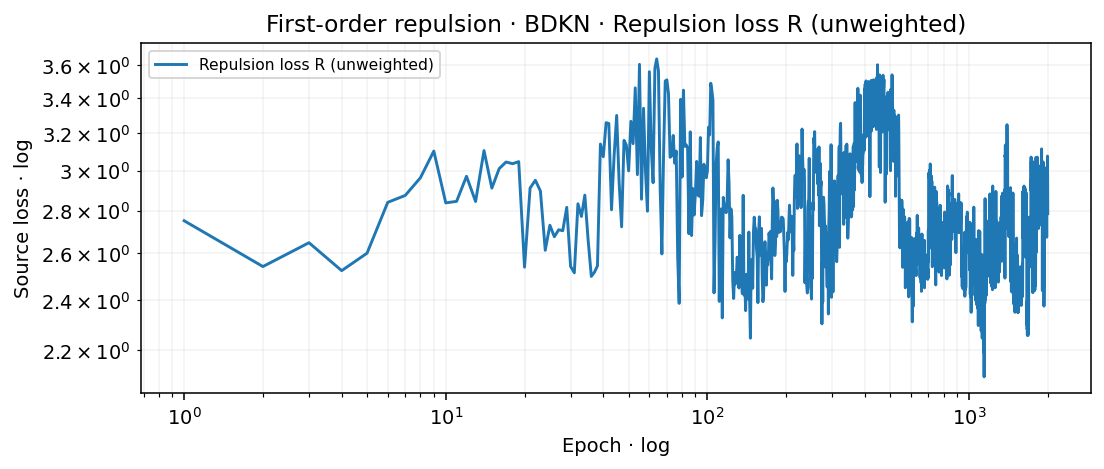 First-order repulsion · BDKN · Repulsion loss R (unweighted)
Repulsion loss R (unweighted)
Source loss · log
3.6 × 10⁰
3.4 × 10⁰
3.2 × 10⁰
3 × 10⁰
2.8 × 10⁰
2.6 × 10⁰
2.4 × 10⁰
2.2 × 10⁰
10⁰ 10¹ 10² 10³
Epoch · log